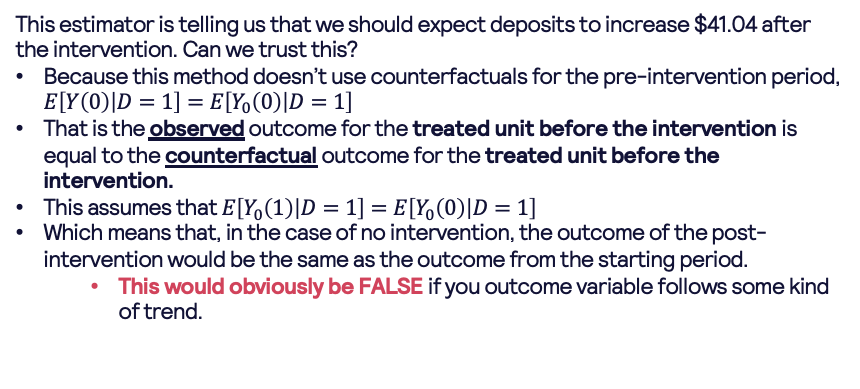 This estimator is telling us that we should expect deposits to increase $41.04 after
the intervention. Can we trust this?
• Because this method doesn't use counterfactuals for the pre-intervention period,
E[Y(0)|D = 1] = E[Y₀(0)|D = 1]
• That is the observed outcome for the treated unit before the intervention is
equal to the counterfactual outcome for the treated unit before the
intervention.
• This assumes that E[Y₀(1)|D = 1] = E[Y₀(0)|D = 1]
• Which means that, in the case of no intervention, the outcome of the post-
intervention would be the same as the outcome from the starting period.
• This would obviously be FALSE if you outcome variable follows some kind
of trend.